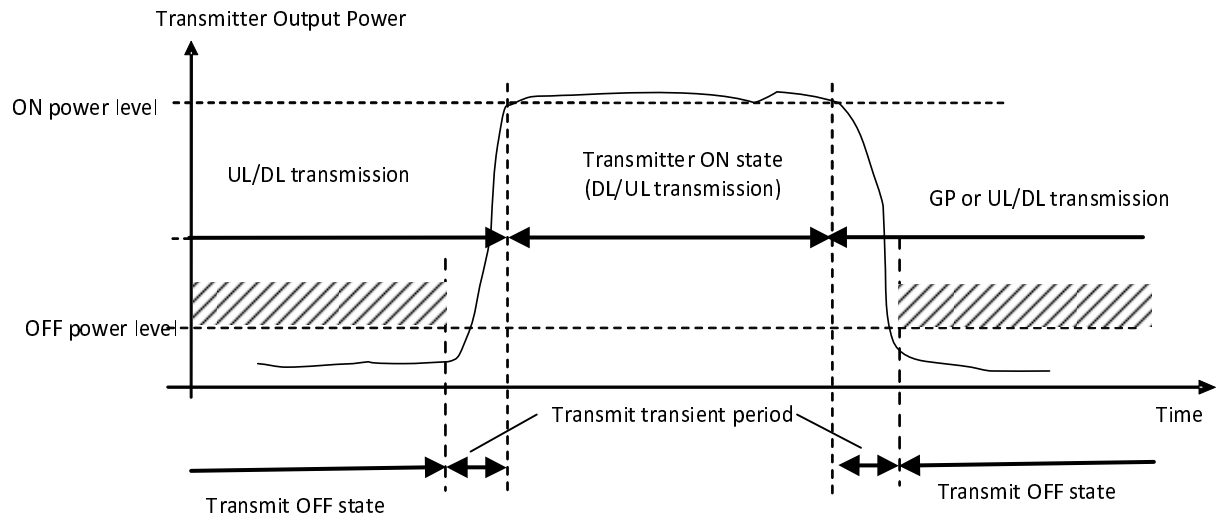 Transmitter Output Power
ON power level
UL/DL transmission
Transmitter ON state
(DL/UL transmission)
GP or UL/DL transmission
OFF power level
Transmit transient period
Time
Transmit OFF state
Transmit OFF state